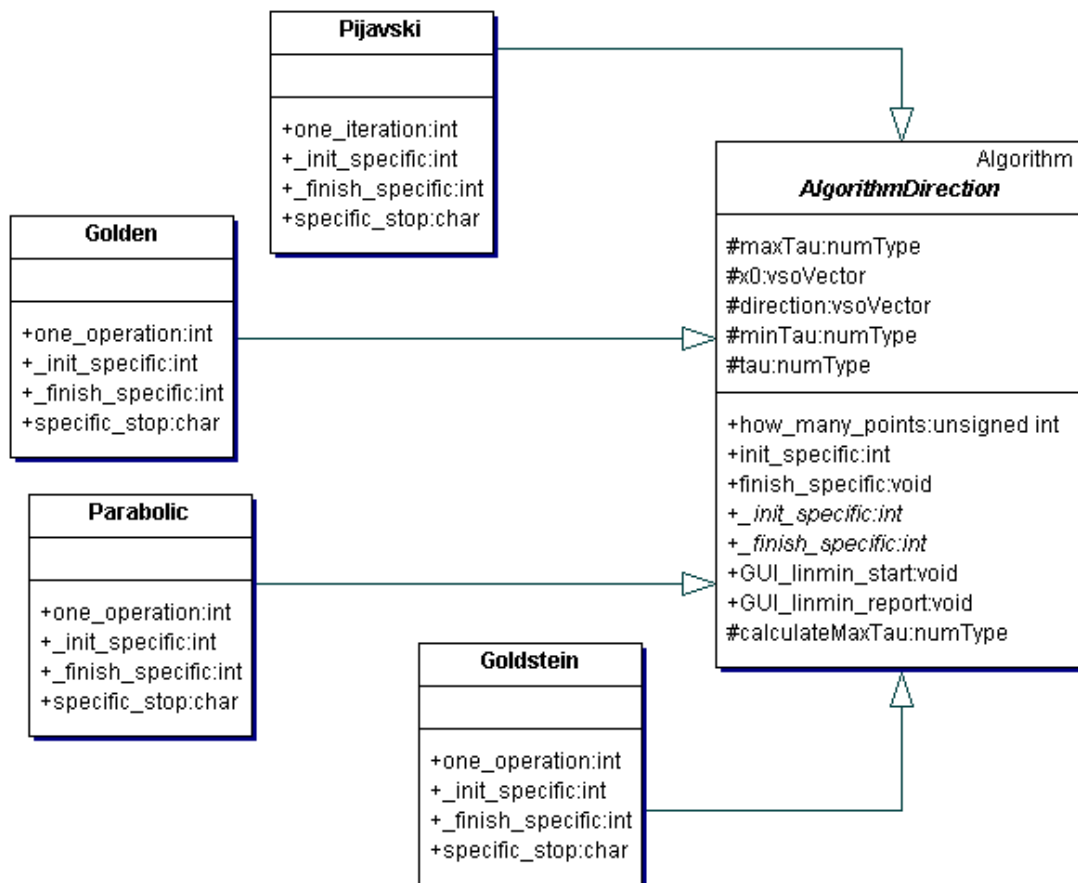 Pijavski
+one_iteration:int
+_init_specific:int
+_finish_specific:int
+specific_stop:char
Algorithm
AlgorithmDirection
#maxTau:numType
#x0:vsoVector
#direction:vsoVector
#minTau:numType
#tau:numType
+how_many_points:unsigned int
+init_specific:int
+finish_specific:void
+_init_specific:int
+_finish_specific:int
+GUI_linmin_start:void
+GUI_linmin_report:void
#calculateMaxTau:numType
Golden
+one_operation:int
+_init_specific:int
+_finish_specific:int
+specific_stop:char
Parabolic
+one_operation:int
+_init_specific:int
+_finish_specific:int
+specific_stop:char
Goldstein
+one_operation:int
+_init_specific:int
+_finish_specific:int
+specific_stop:char